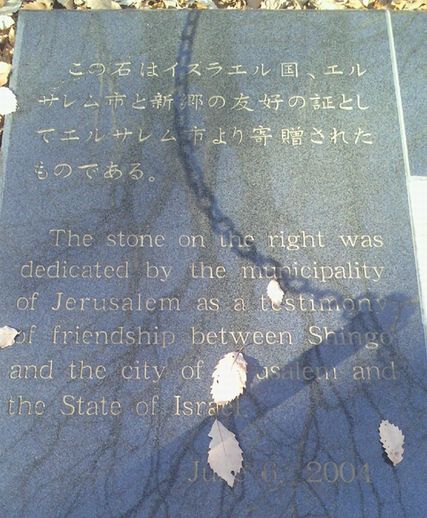 この石はイスラエル国、エル
サレム市と新郷の友好の証とし
てエルサレム市より寄贈された
ものである。
The stone on the right was
dedicated by the municipality
of Jerusalem as a testimony
of friendship between Shingo
and the city of Jerusalem and
the State of Israel.
June 6, 2004